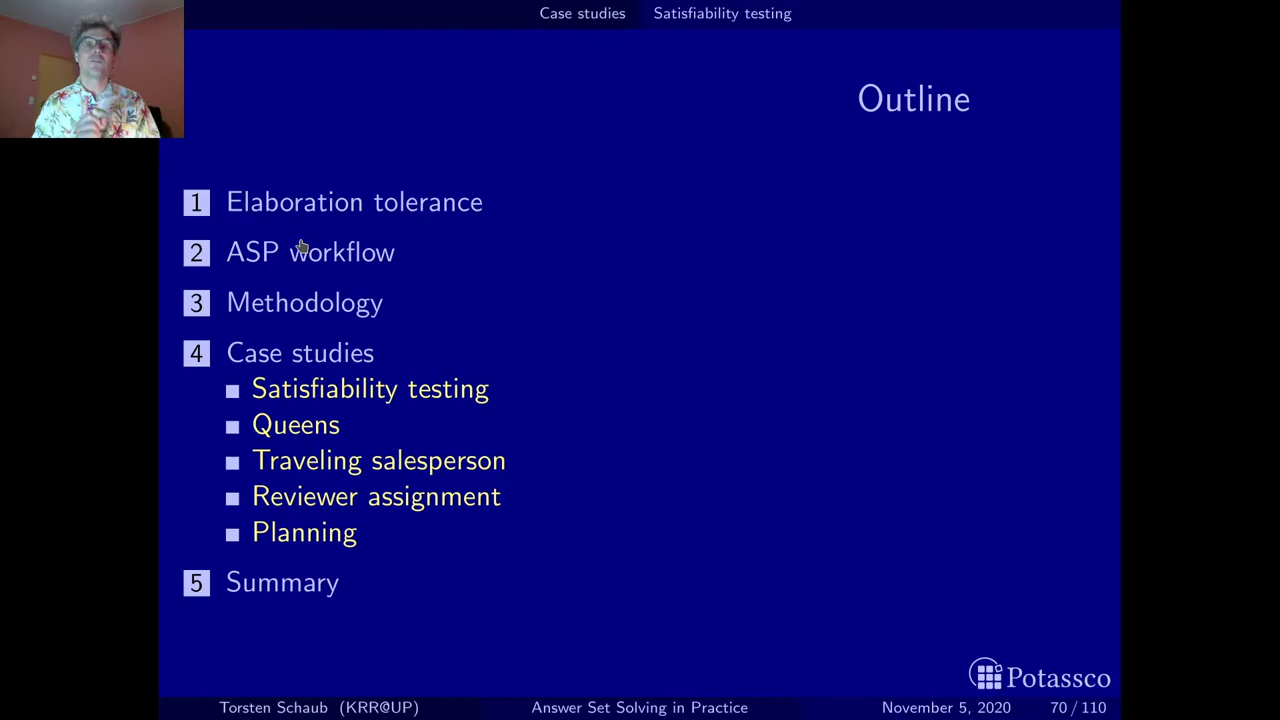 Case studies Satisfiability testing
Outline
1 Elaboration tolerance
2 ASP workflow
3 Methodology
4 Case studies
Satisfiability testing
Queens
Traveling salesperson
Reviewer assignment
Planning
5 Summary
Potassco
Torsten Schaub (KRR@UP) Answer Set Solving in Practice November 5, 2020 70 / 110